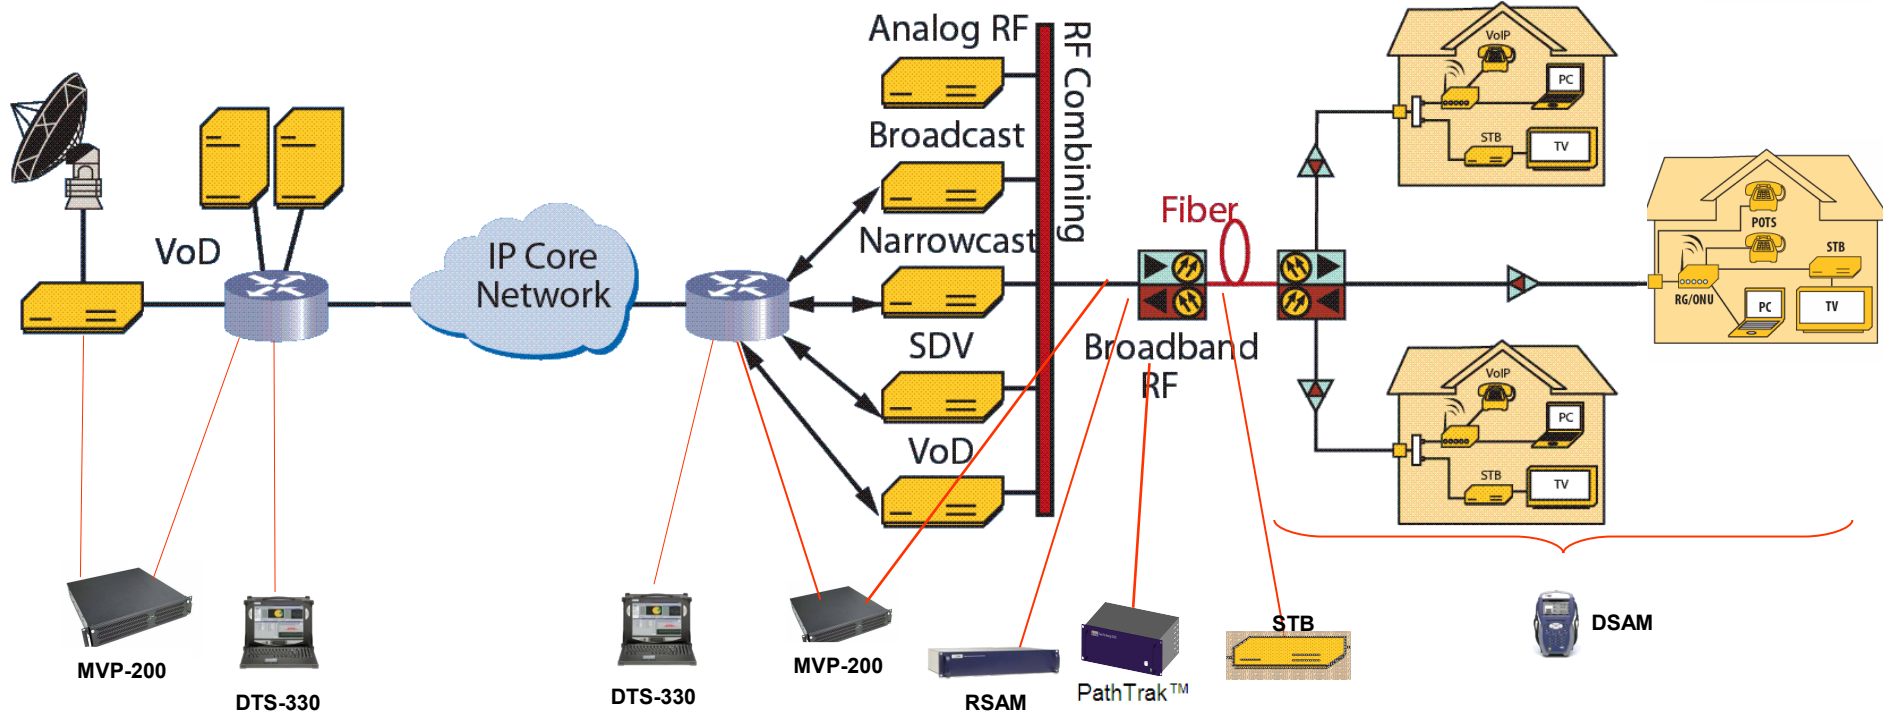 Analog RF
RF Combining
VoIP
PC
STB
TV
Broadcast
VoD
IP Core
Network
Narrowcast
Fiber
POTS
STB
RG/ONU
PC
TV
SDV
Broadband
RF
VoIP
PC
STB
TV
VoD
MVP-200
DTS-330
DTS-330
MVP-200
RSAM
PathTrak™
STB
DSAM